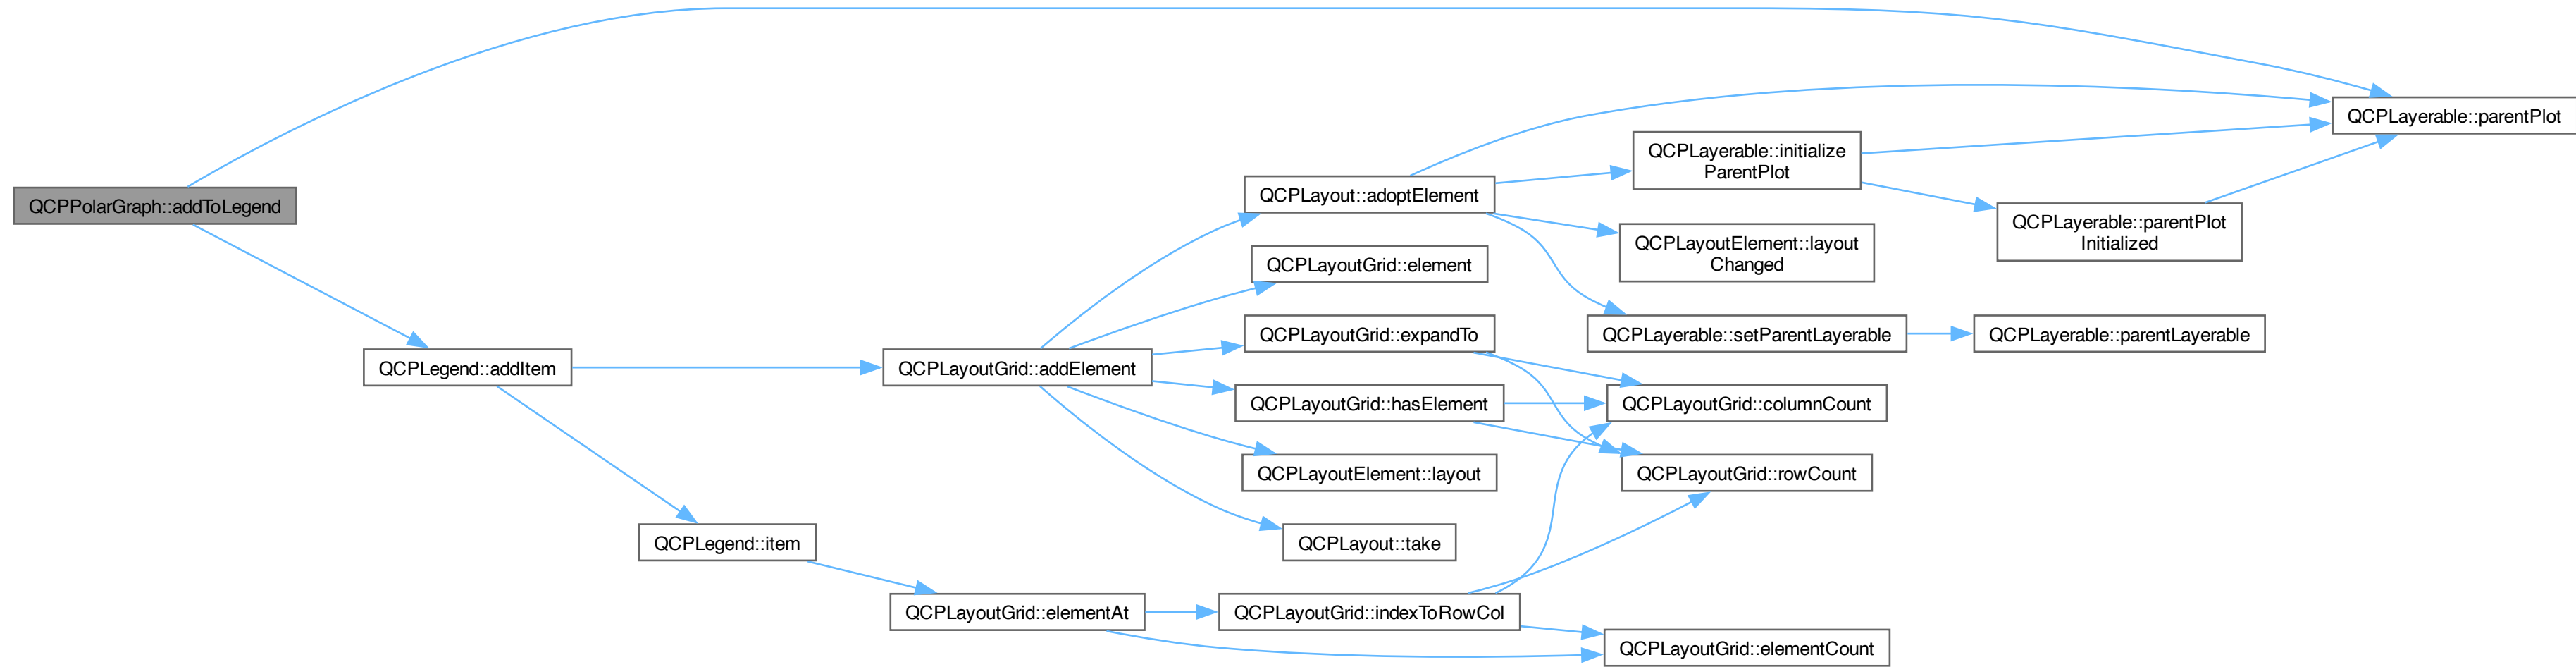 QCPPolarGraph::addToLegend
QCPLegend::addItem
QCPLegend::item
QCPLayoutGrid::addElement
QCPLayoutGrid::elementAt
QCPLayout::adoptElement
QCPLayoutGrid::element
QCPLayoutGrid::expandTo
QCPLayoutGrid::hasElement
QCPLayoutElement::layout
QCPLayout::take
QCPLayoutGrid::indexToRowCol
QCPLayerable::initialize
ParentPlot
QCPLayoutElement::layout
Changed
QCPLayerable::setParentLayerable
QCPLayoutGrid::columnCount
QCPLayoutGrid::rowCount
QCPLayoutGrid::elementCount
QCPLayerable::parentPlot
Initialized
QCPLayerable::parentLayerable
QCPLayerable::parentPlot